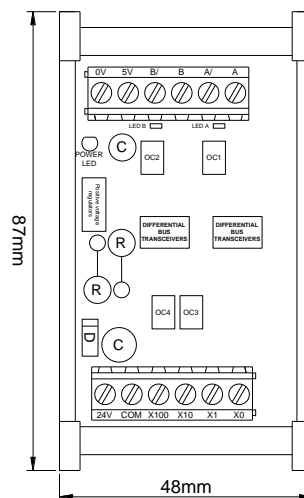 0V 5V B/ B A/ A
LED B LED A
POWER
LED
C
OC2
OC1
Positive voltage
regulators
R
DIFFERENTIAL
BUS
TRANSCEIVERS
DIFFERENTIAL
BUS
TRANSCEIVERS
R
OC4
OC3
D
C
24V COM X100 X10 X1 X0
87mm
48mm